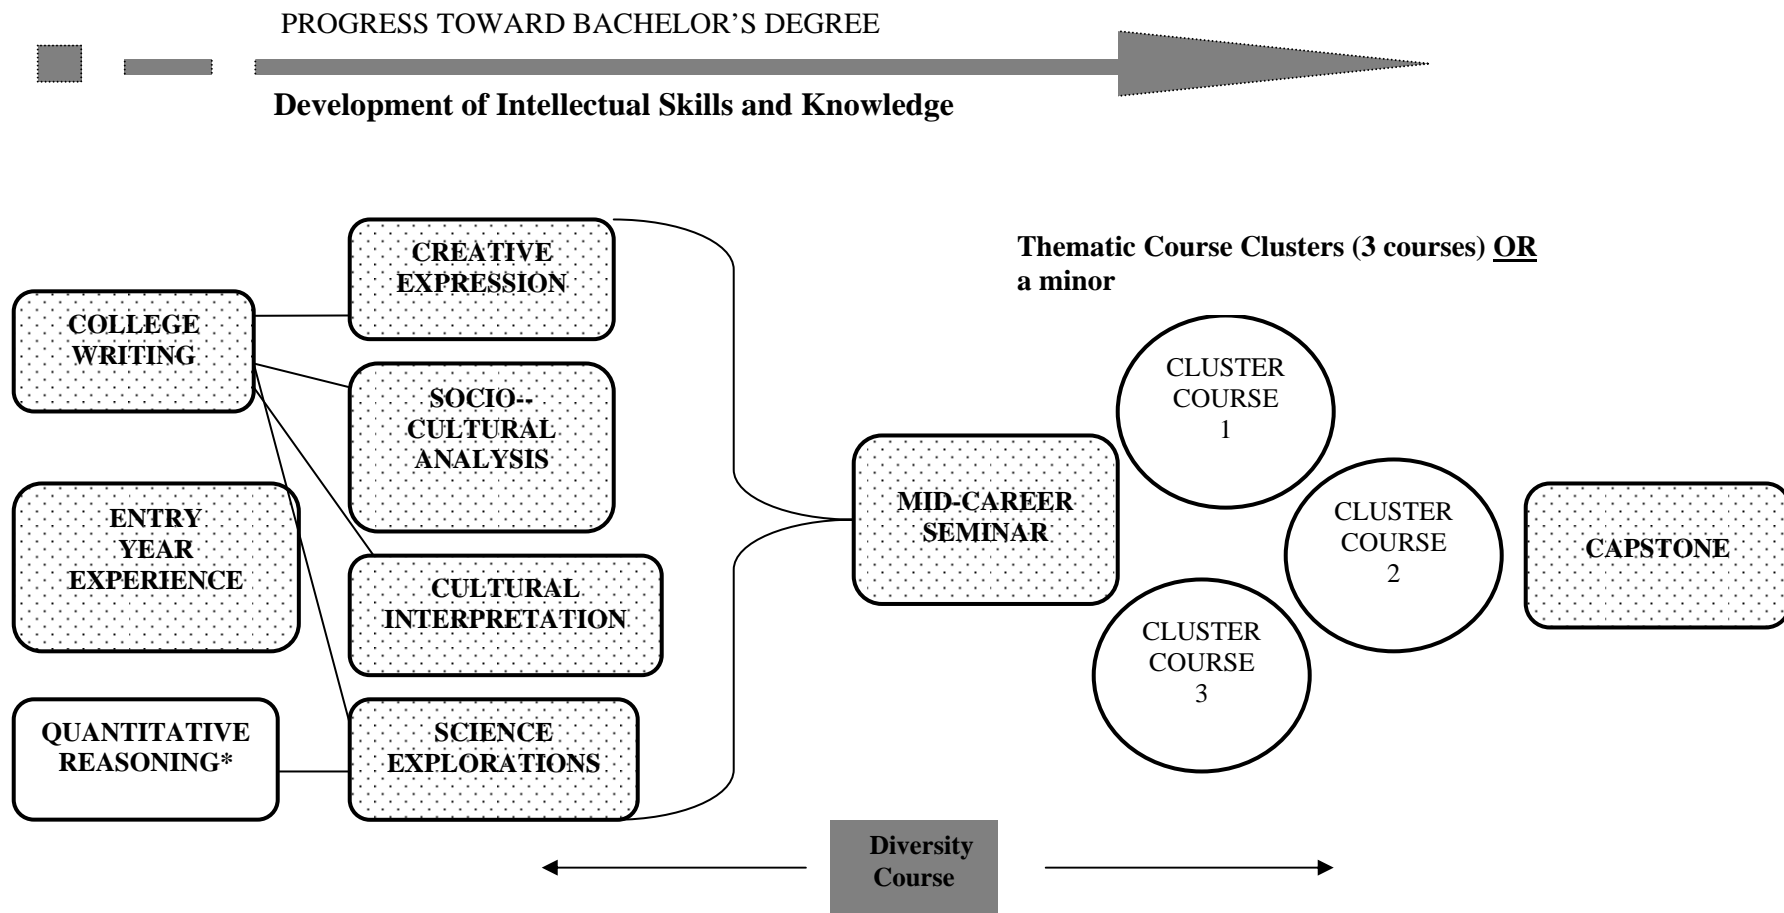 PROGRESS TOWARD BACHELOR’S DEGREE
Development of Intellectual Skills and Knowledge
CREATIVE
EXPRESSION
Thematic Course Clusters (3 courses) OR
a minor
COLLEGE
WRITING
SOCIO--
CULTURAL
ANALYSIS
CLUSTER
COURSE
1
ENTRY
YEAR
EXPERIENCE
MID-CAREER
SEMINAR
CLUSTER
COURSE
2
CAPSTONE
CULTURAL
INTERPRETATION
CLUSTER
COURSE
3
QUANTITATIVE
REASONING*
SCIENCE
EXPLORATIONS
Diversity
Course